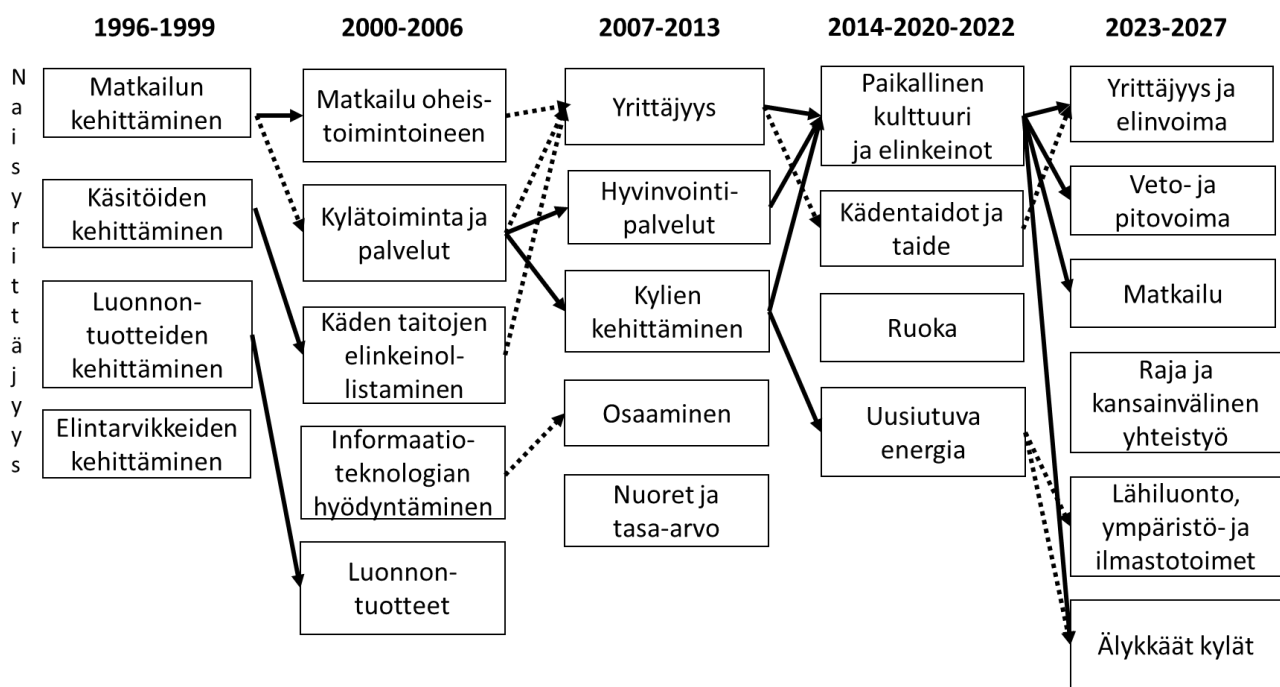 1996-1999
2000-2006
2007-2013
2014-2020-2022
2023-2027
Naisyrittäjyys
Matkailun
kehittäminen
Käsitöiden
kehittäminen
Luonnon-
tuotteiden
kehittäminen
Elintarvikkeiden
kehittäminen
Matkailu oheis-
toimintoineen
Kylätoiminta ja
palvelut
Käden taitojen
elinkeinol-
listaminen
Informaatio-
teknologian
hyödyntäminen
Luonnon-
tuotteet
Yrittäjyys
Hyvinvointi-
palvelut
Kylien
kehittäminen
Osaaminen
Nuoret ja
tasa-arvo
Paikallinen
kulttuuri
ja elinkeinot
Kädentaidot ja
taide
Ruoka
Uusiutuva
energia
Yrittäjyys ja
elinvoima
Veto- ja
pitovoima
Matkailu
Raja ja
kansainvälinen
yhteistyö
Lähiluonto,
ympäristö- ja
ilmastotoimet
Älykkäät kylät